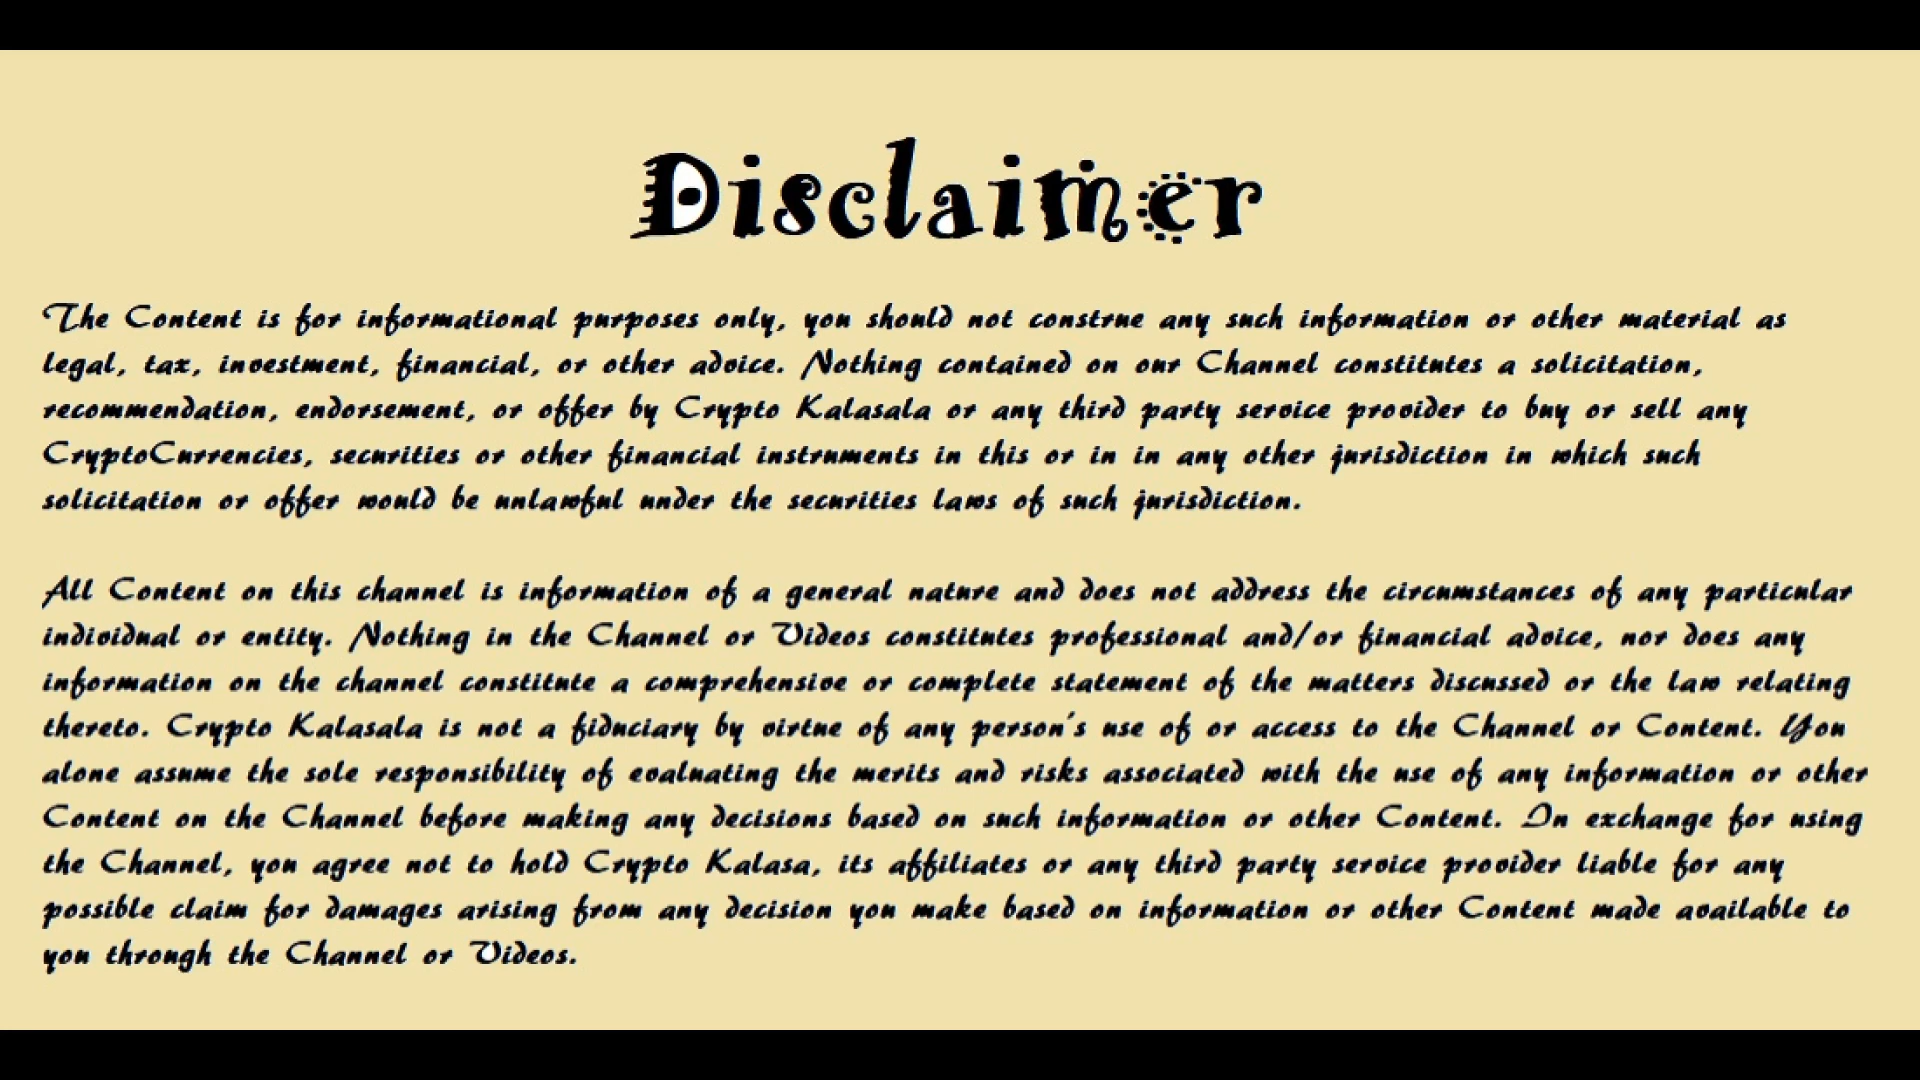 Disclaimer
The Content is for informational purposes only, you should not construe any such information or other material as
legal, tax, investment, financial, or other advice. Nothing contained on our Channel constitutes a solicitation,
recommendation, endorsement, or offer by Crypto Kalasala or any third party service provider to buy or sell any
CryptoCurrencies, securities or other financial instruments in this or in in any other jurisdiction in which such
solicitation or offer would be unlawful under the securities laws of such jurisdiction.
All Content on this channel is information of a general nature and does not address the circumstances of any particular
individual or entity. Nothing in the Channel or Videos constitutes professional and/or financial advice, nor does any
information on the channel constitute a comprehensive or complete statement of the matters discussed or the law relating
thereto. Crypto Kalasala is not a fiduciary by virtue of any person's use of or access to the Channel or Content. You
alone assume the sole responsibility of evaluating the merits and risks associated with the use of any information or other
Content on the Channel before making any decisions based on such information or other Content. In exchange for using
the Channel, you agree not to hold Crypto Kalasa, its affiliates or any third party service provider liable for any
possible claim for damages arising from any decision you make based on information or other Content made available to
you through the Channel or Videos.